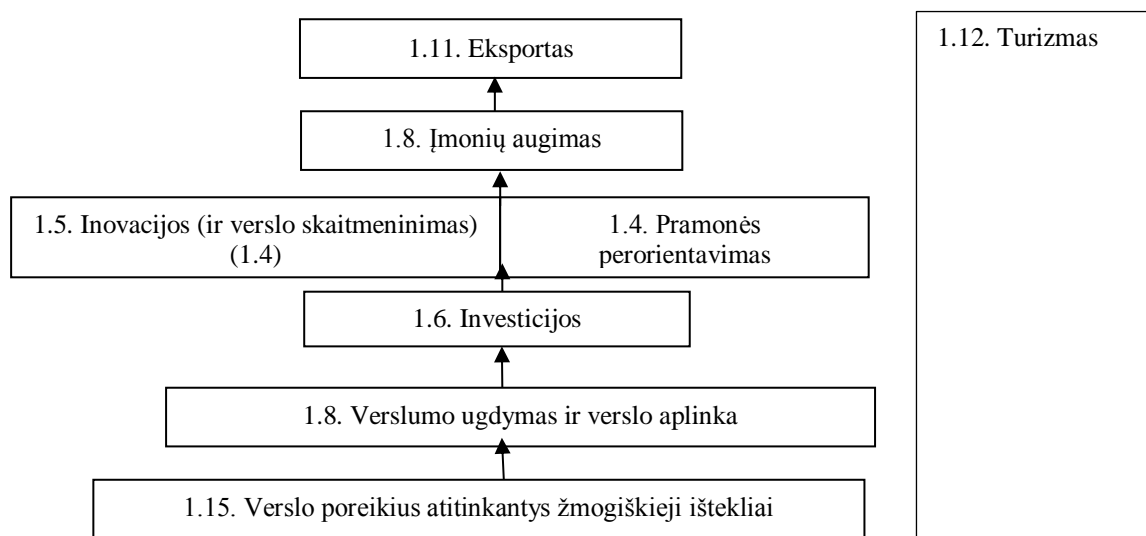 1.11. Eksportas
1.12. Turizmas
1.8. Įmonių augimas
1.5. Inovacijos (ir verslo skaitmeninimas)
(1.4)
1.4. Pramonės
perorientavimas
1.6. Investicijos
1.8. Verslumo ugdymas ir verslo aplinka
1.15. Verslo poreikius atitinkantys žmogiškieji ištekliai